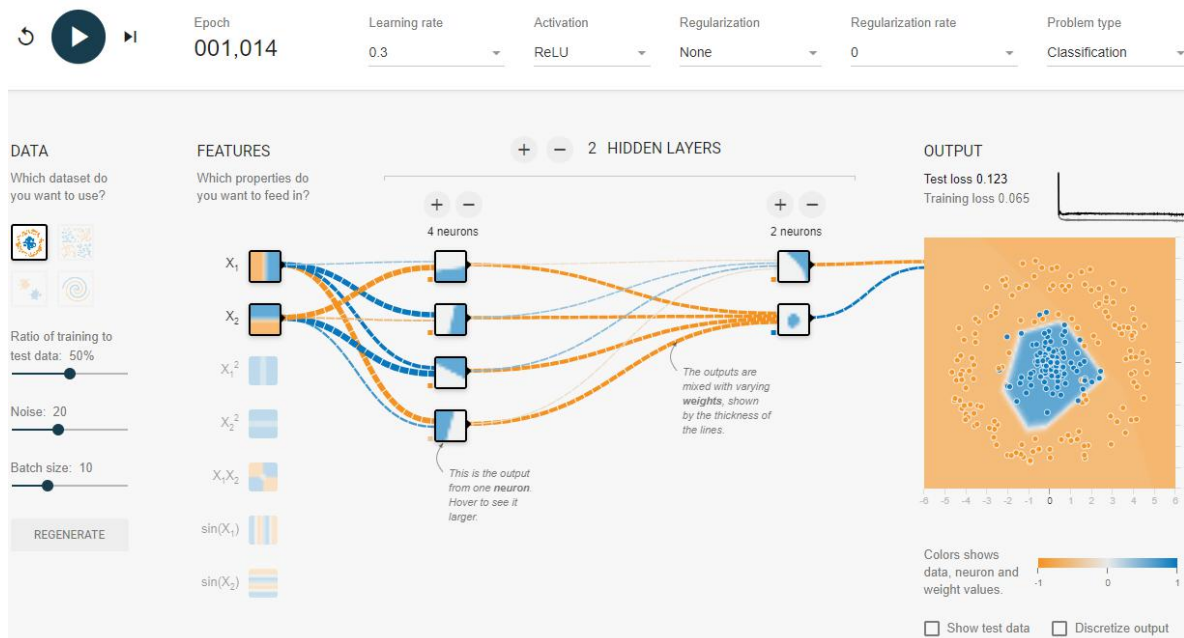 Epoch
001,014
Learning rate
0.3
Activation
ReLU
Regularization
None
Regularization rate
0
Problem type
Classification
DATA
Which dataset do
you want to use?
Ratio of training to
test data: 50%
Noise: 20
Batch size: 10
REGENERATE
FEATURES
Which properties do
you want to feed in?
X₁
X₂
X₁²
X₂²
X₁X₂
sin(X₁)
sin(X₂)
+ − 2 HIDDEN LAYERS
+ −
4 neurons
+ −
2 neurons
This is the output
from one neuron.
Hover to see it
larger.
The outputs are
mixed with varying
weights, shown
by the thickness of
the lines.
OUTPUT
Test loss 0.123
Training loss 0.065
-6 -5 -4 -3 -2 -1 0 1 2 3 4 5 6
Colors shows
data, neuron and
weight values.
-1 0 1
Show test data
Discretize output